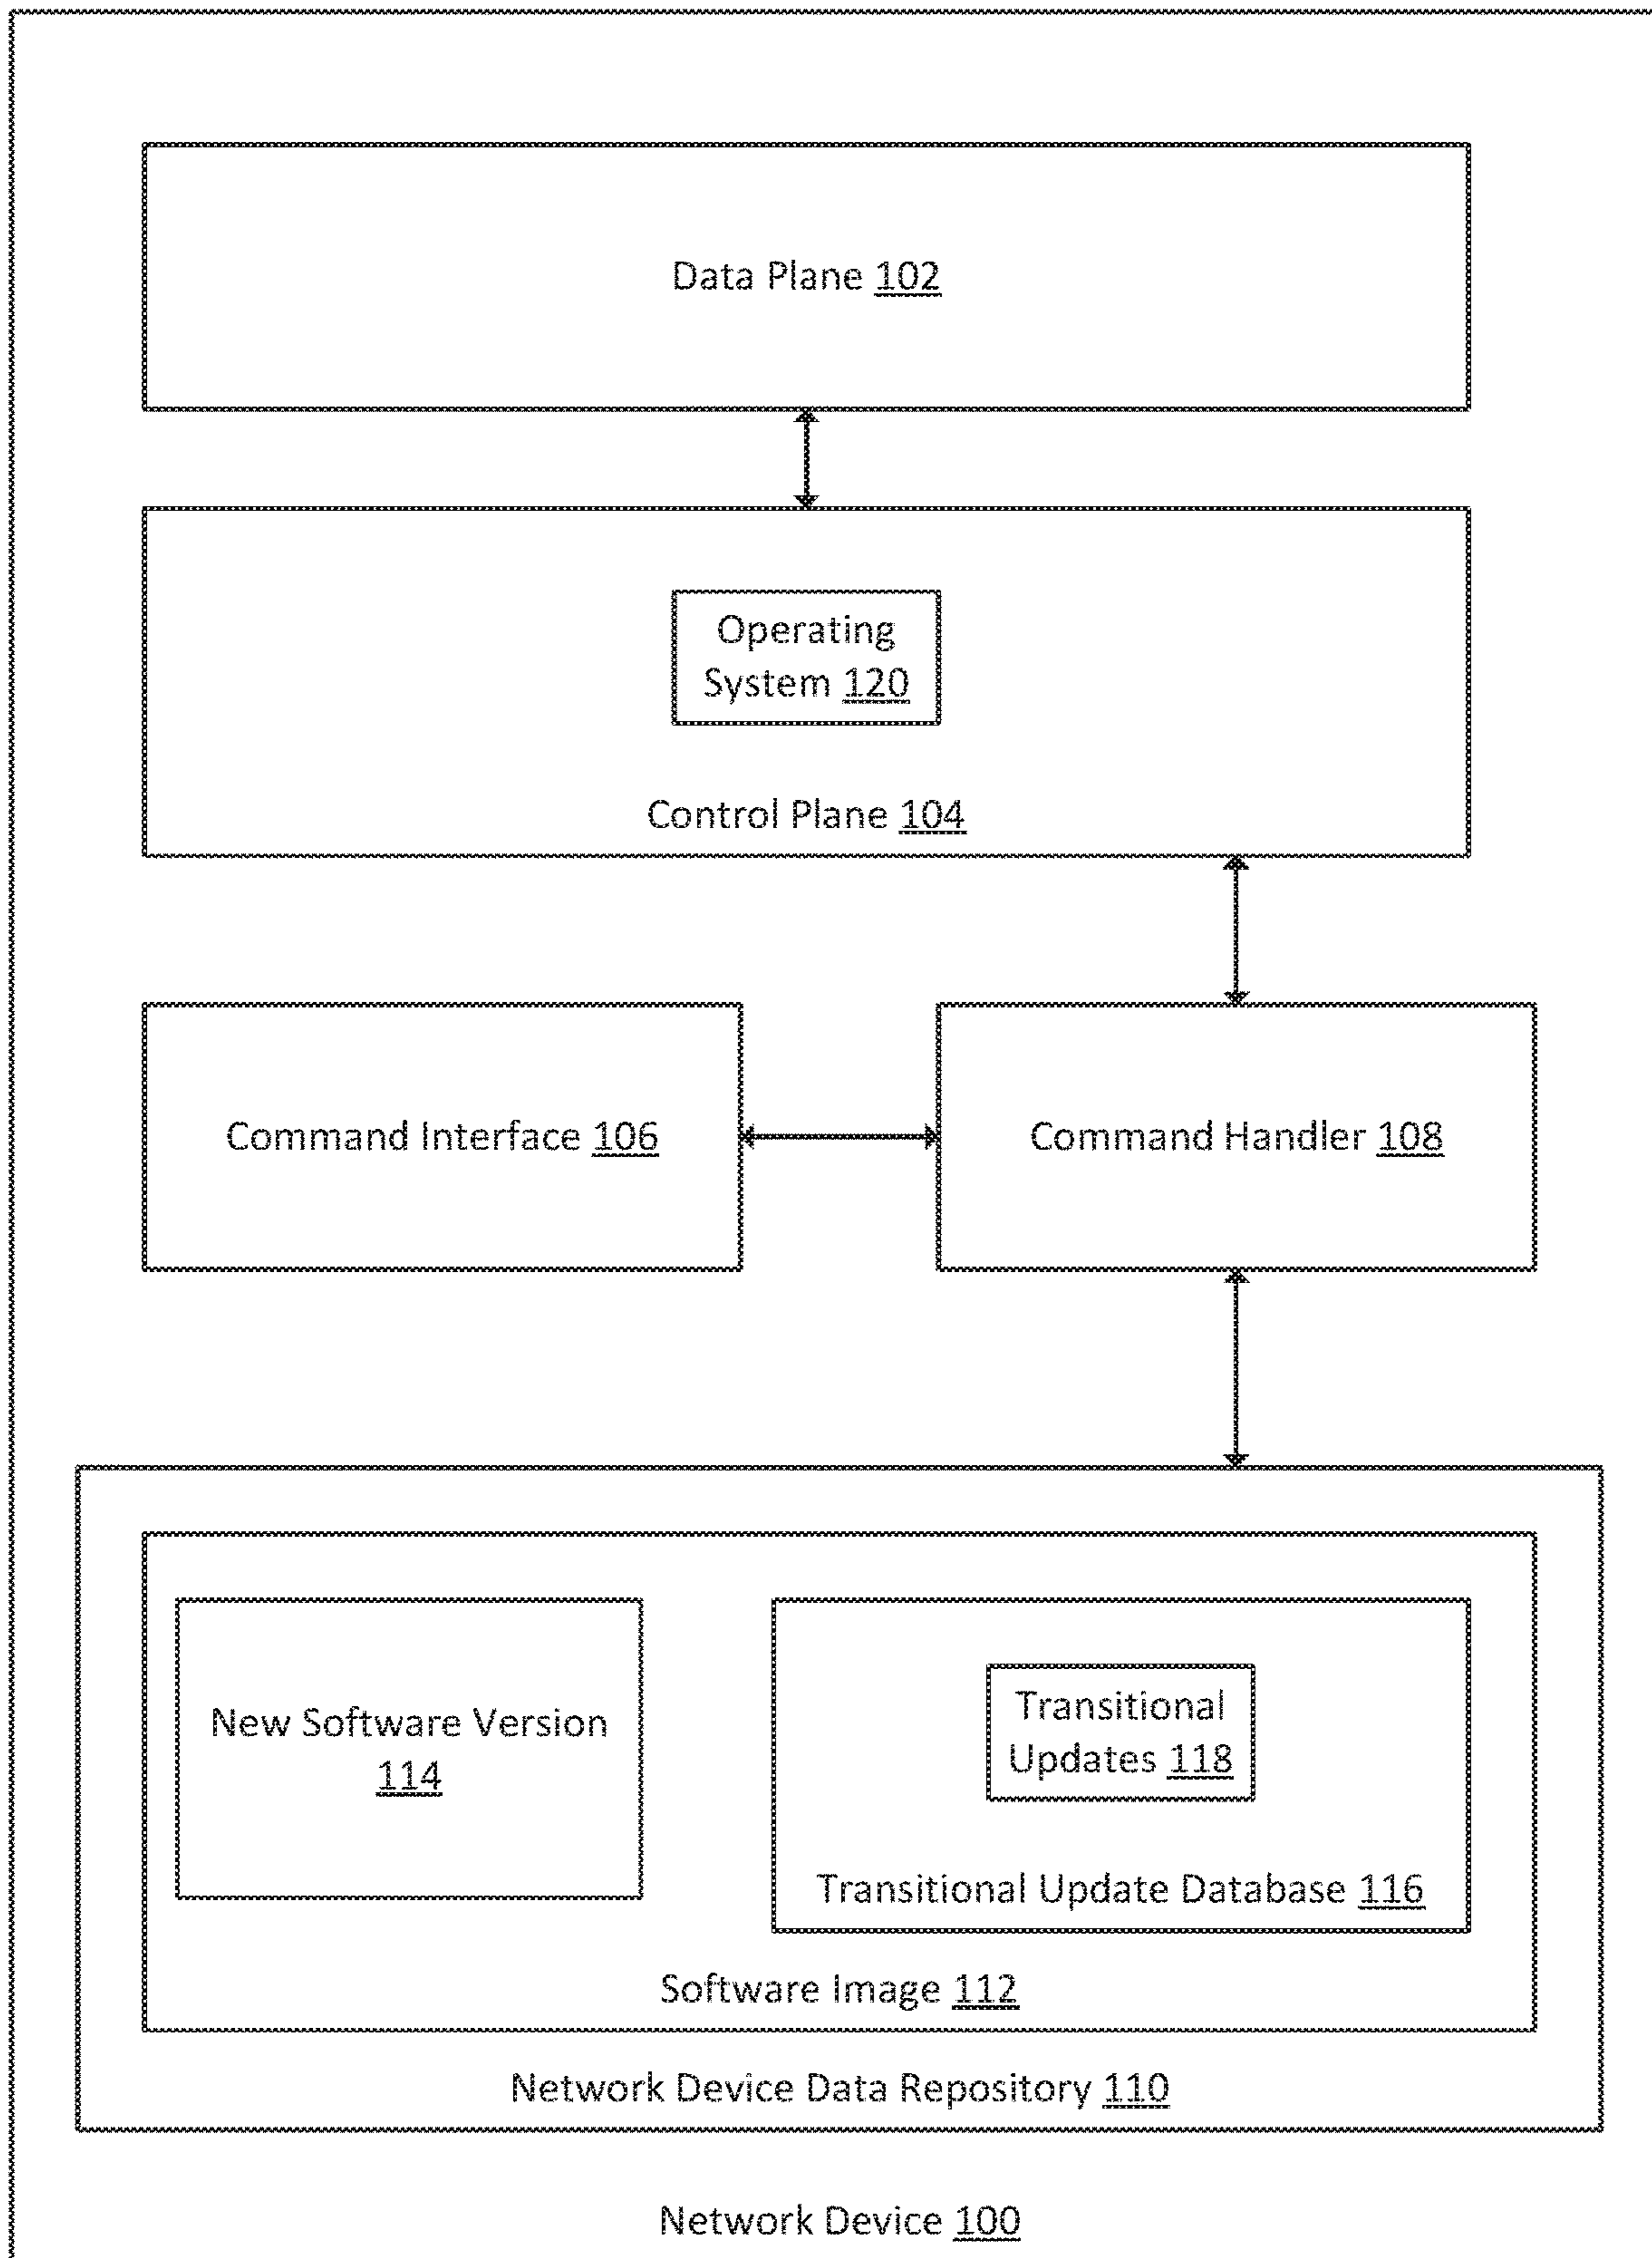 Data Plane 102
Operating
System 120
Control Plane 104
Command Interface 106
Command Handler 108
New Software Version
114
Transitional
Updates 118
Transitional Update Database 116
Software Image 112
Network Device Data Repository 110
Network Device 100